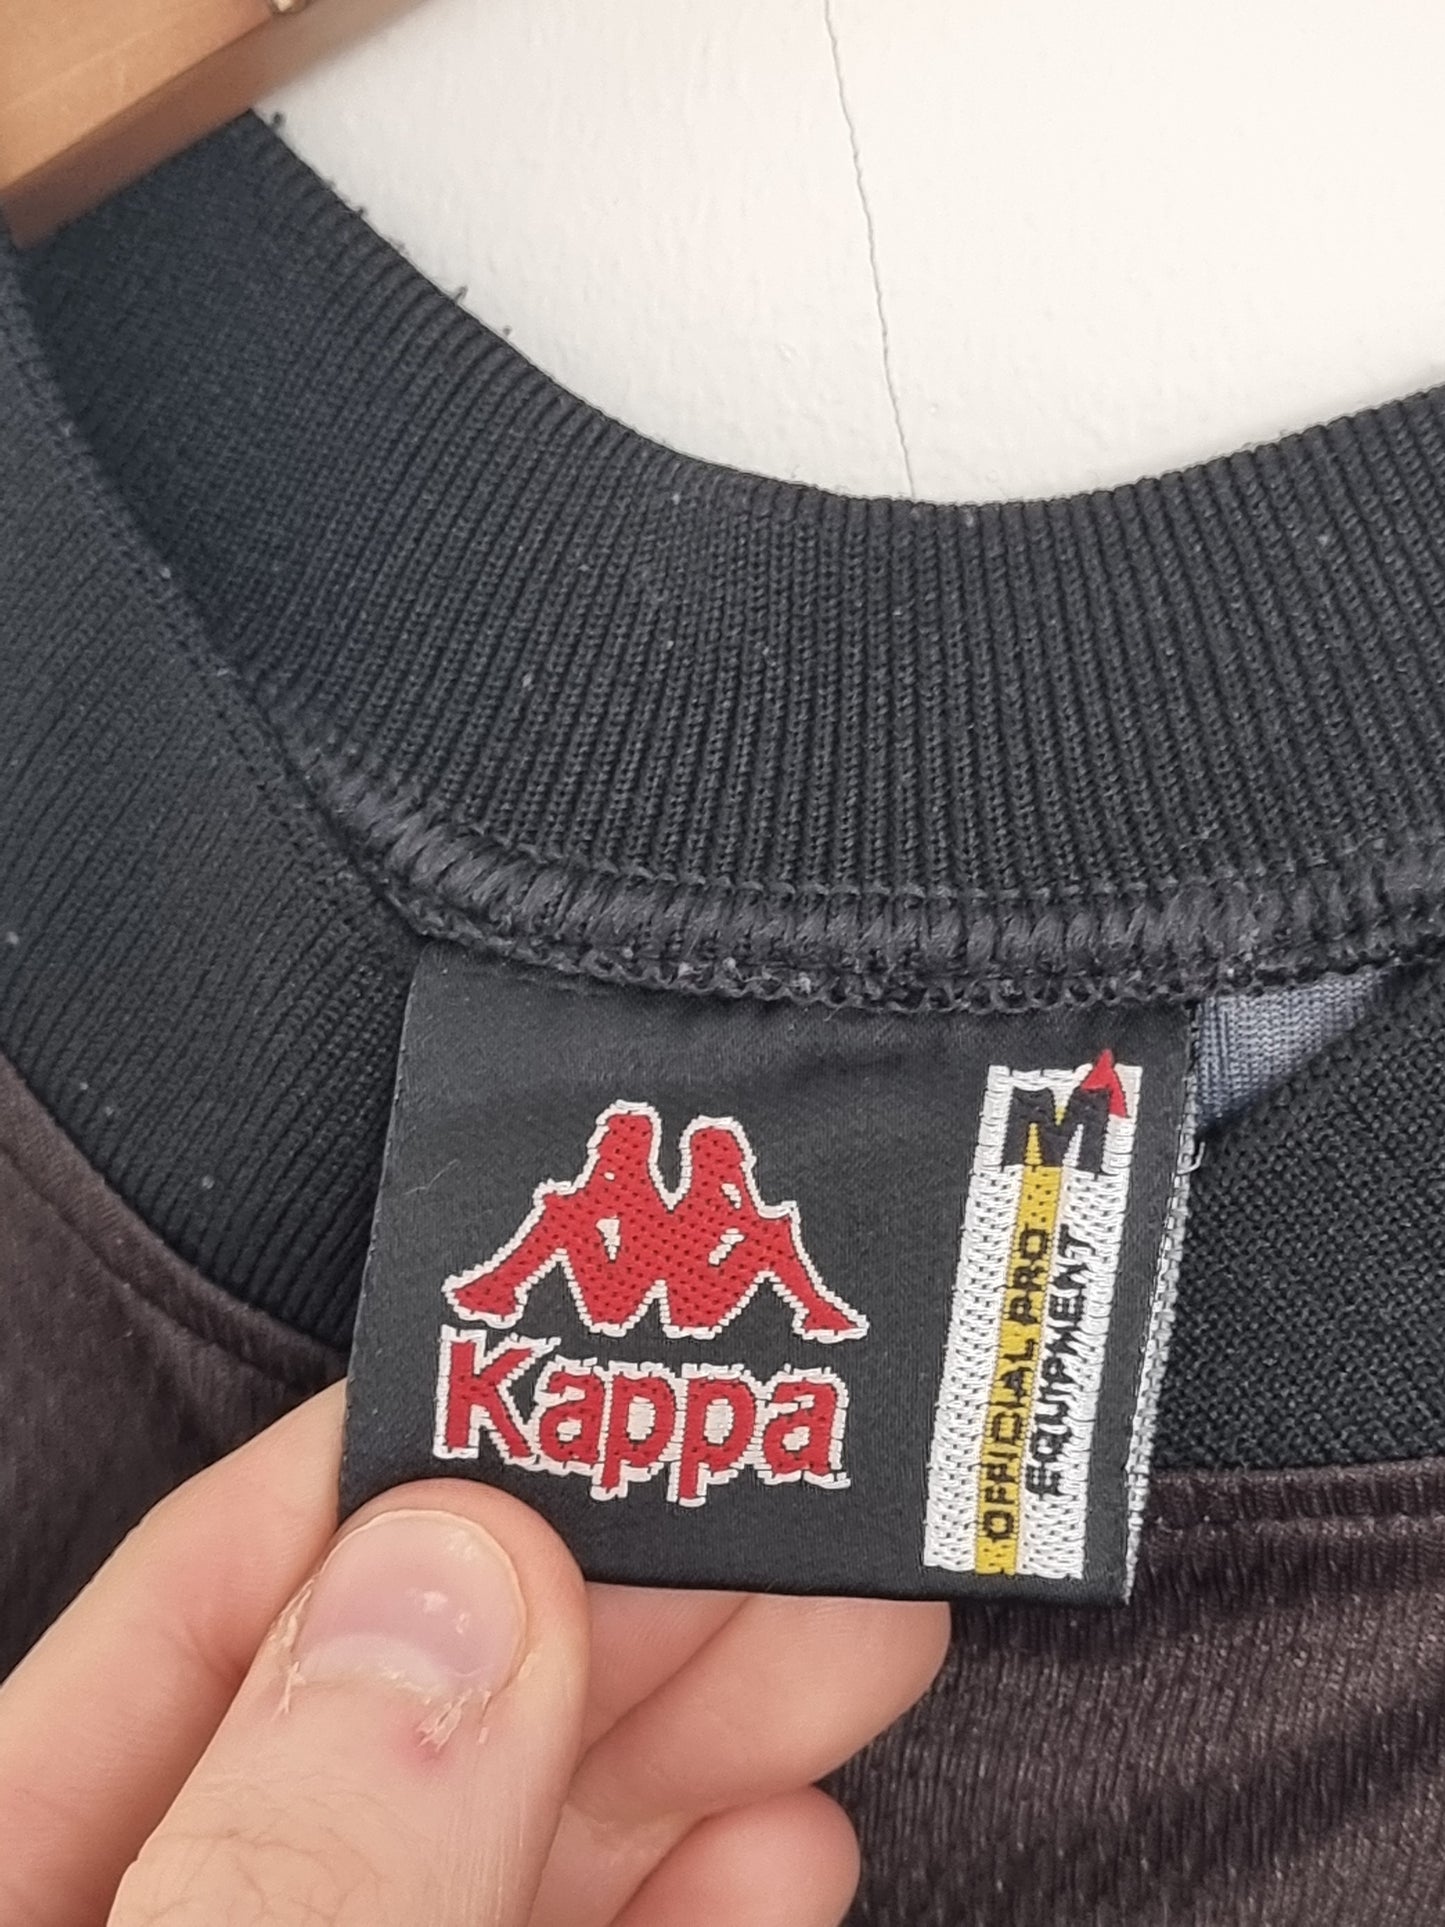 Kappa
M
OFFICIAL PRO
EQUIPMENT